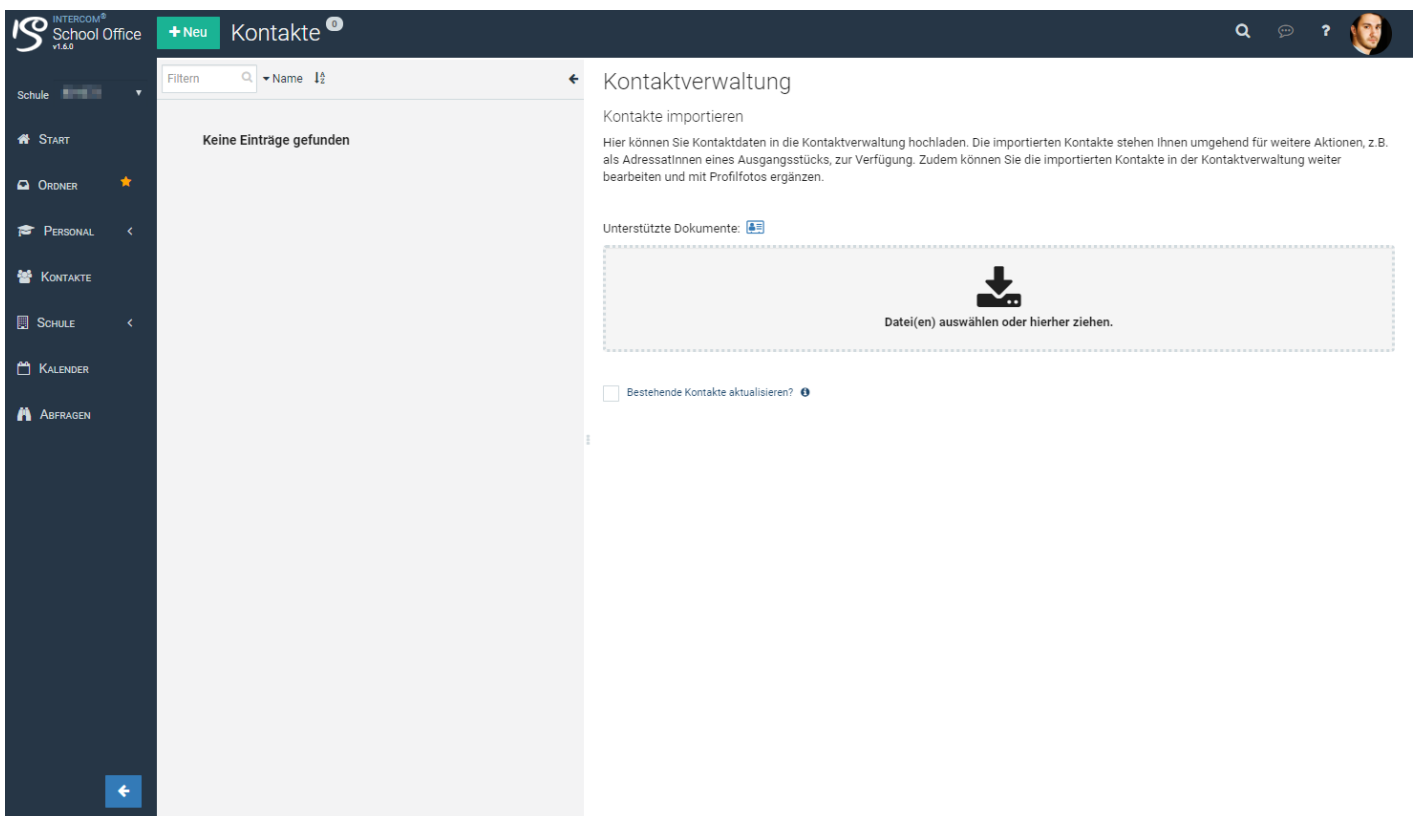 INTERCOM®
School Office
v1.6.0
+ Neu
Kontakte 0
?
Schule
START
ORDNER
PERSONAL
KONTAKTE
SCHULE
KALENDER
ABFRAGEN
Filtern
Name
Keine Einträge gefunden
Kontaktverwaltung
Kontakte importieren
Hier können Sie Kontaktdaten in die Kontaktverwaltung hochladen. Die importierten Kontakte stehen Ihnen umgehend für weitere Aktionen, z.B.
als AdressatInnen eines Ausgangsstücks, zur Verfügung. Zudem können Sie die importierten Kontakte in der Kontaktverwaltung weiter
bearbeiten und mit Profilfotos ergänzen.
Unterstützte Dokumente:
Datei(en) auswählen oder hierher ziehen.
Bestehende Kontakte aktualisieren?